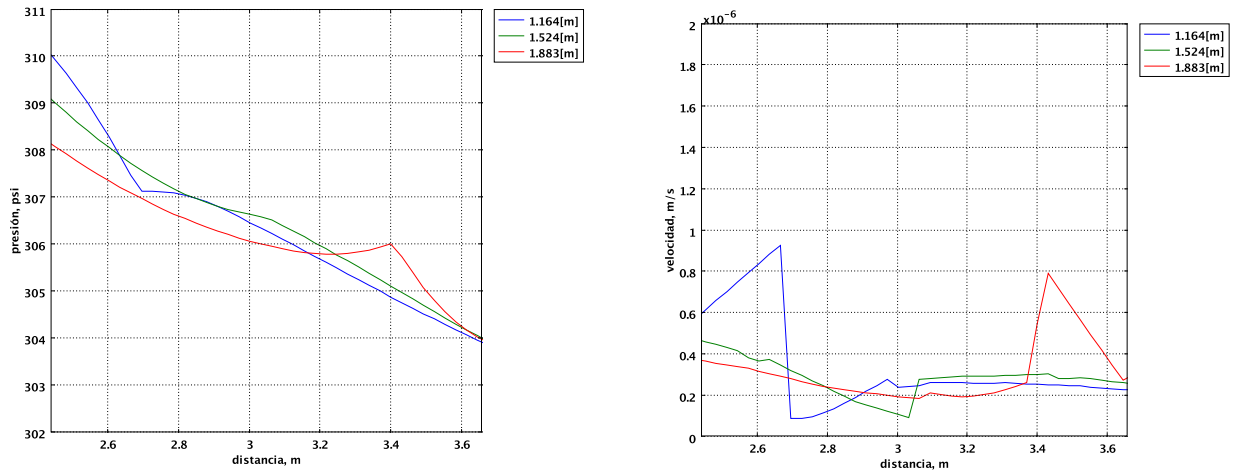 311
310
309
308
307
306
305
304
303
302
presión, psi
2.6 2.8 3 3.2 3.4 3.6
distancia, m
1.164[m]
1.524[m]
1.883[m]
x10^-6
2
1.8
1.6
1.4
1.2
1
0.8
0.6
0.4
0.2
0
velocidad, m/s
2.6 2.8 3 3.2 3.4 3.6
distancia, m
1.164[m]
1.524[m]
1.883[m]